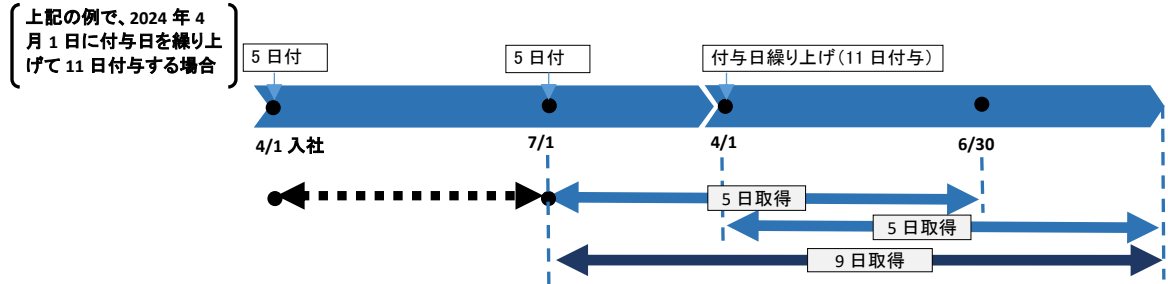 上記の例で、2024 年 4
月 1 日に付与日を繰り上
げて 11 日付与する場合
5 日付
5 日付
付与日繰り上げ（11 日付与）
4/1 入社
7/1
4/1
6/30
5 日取得
5 日取得
9 日取得